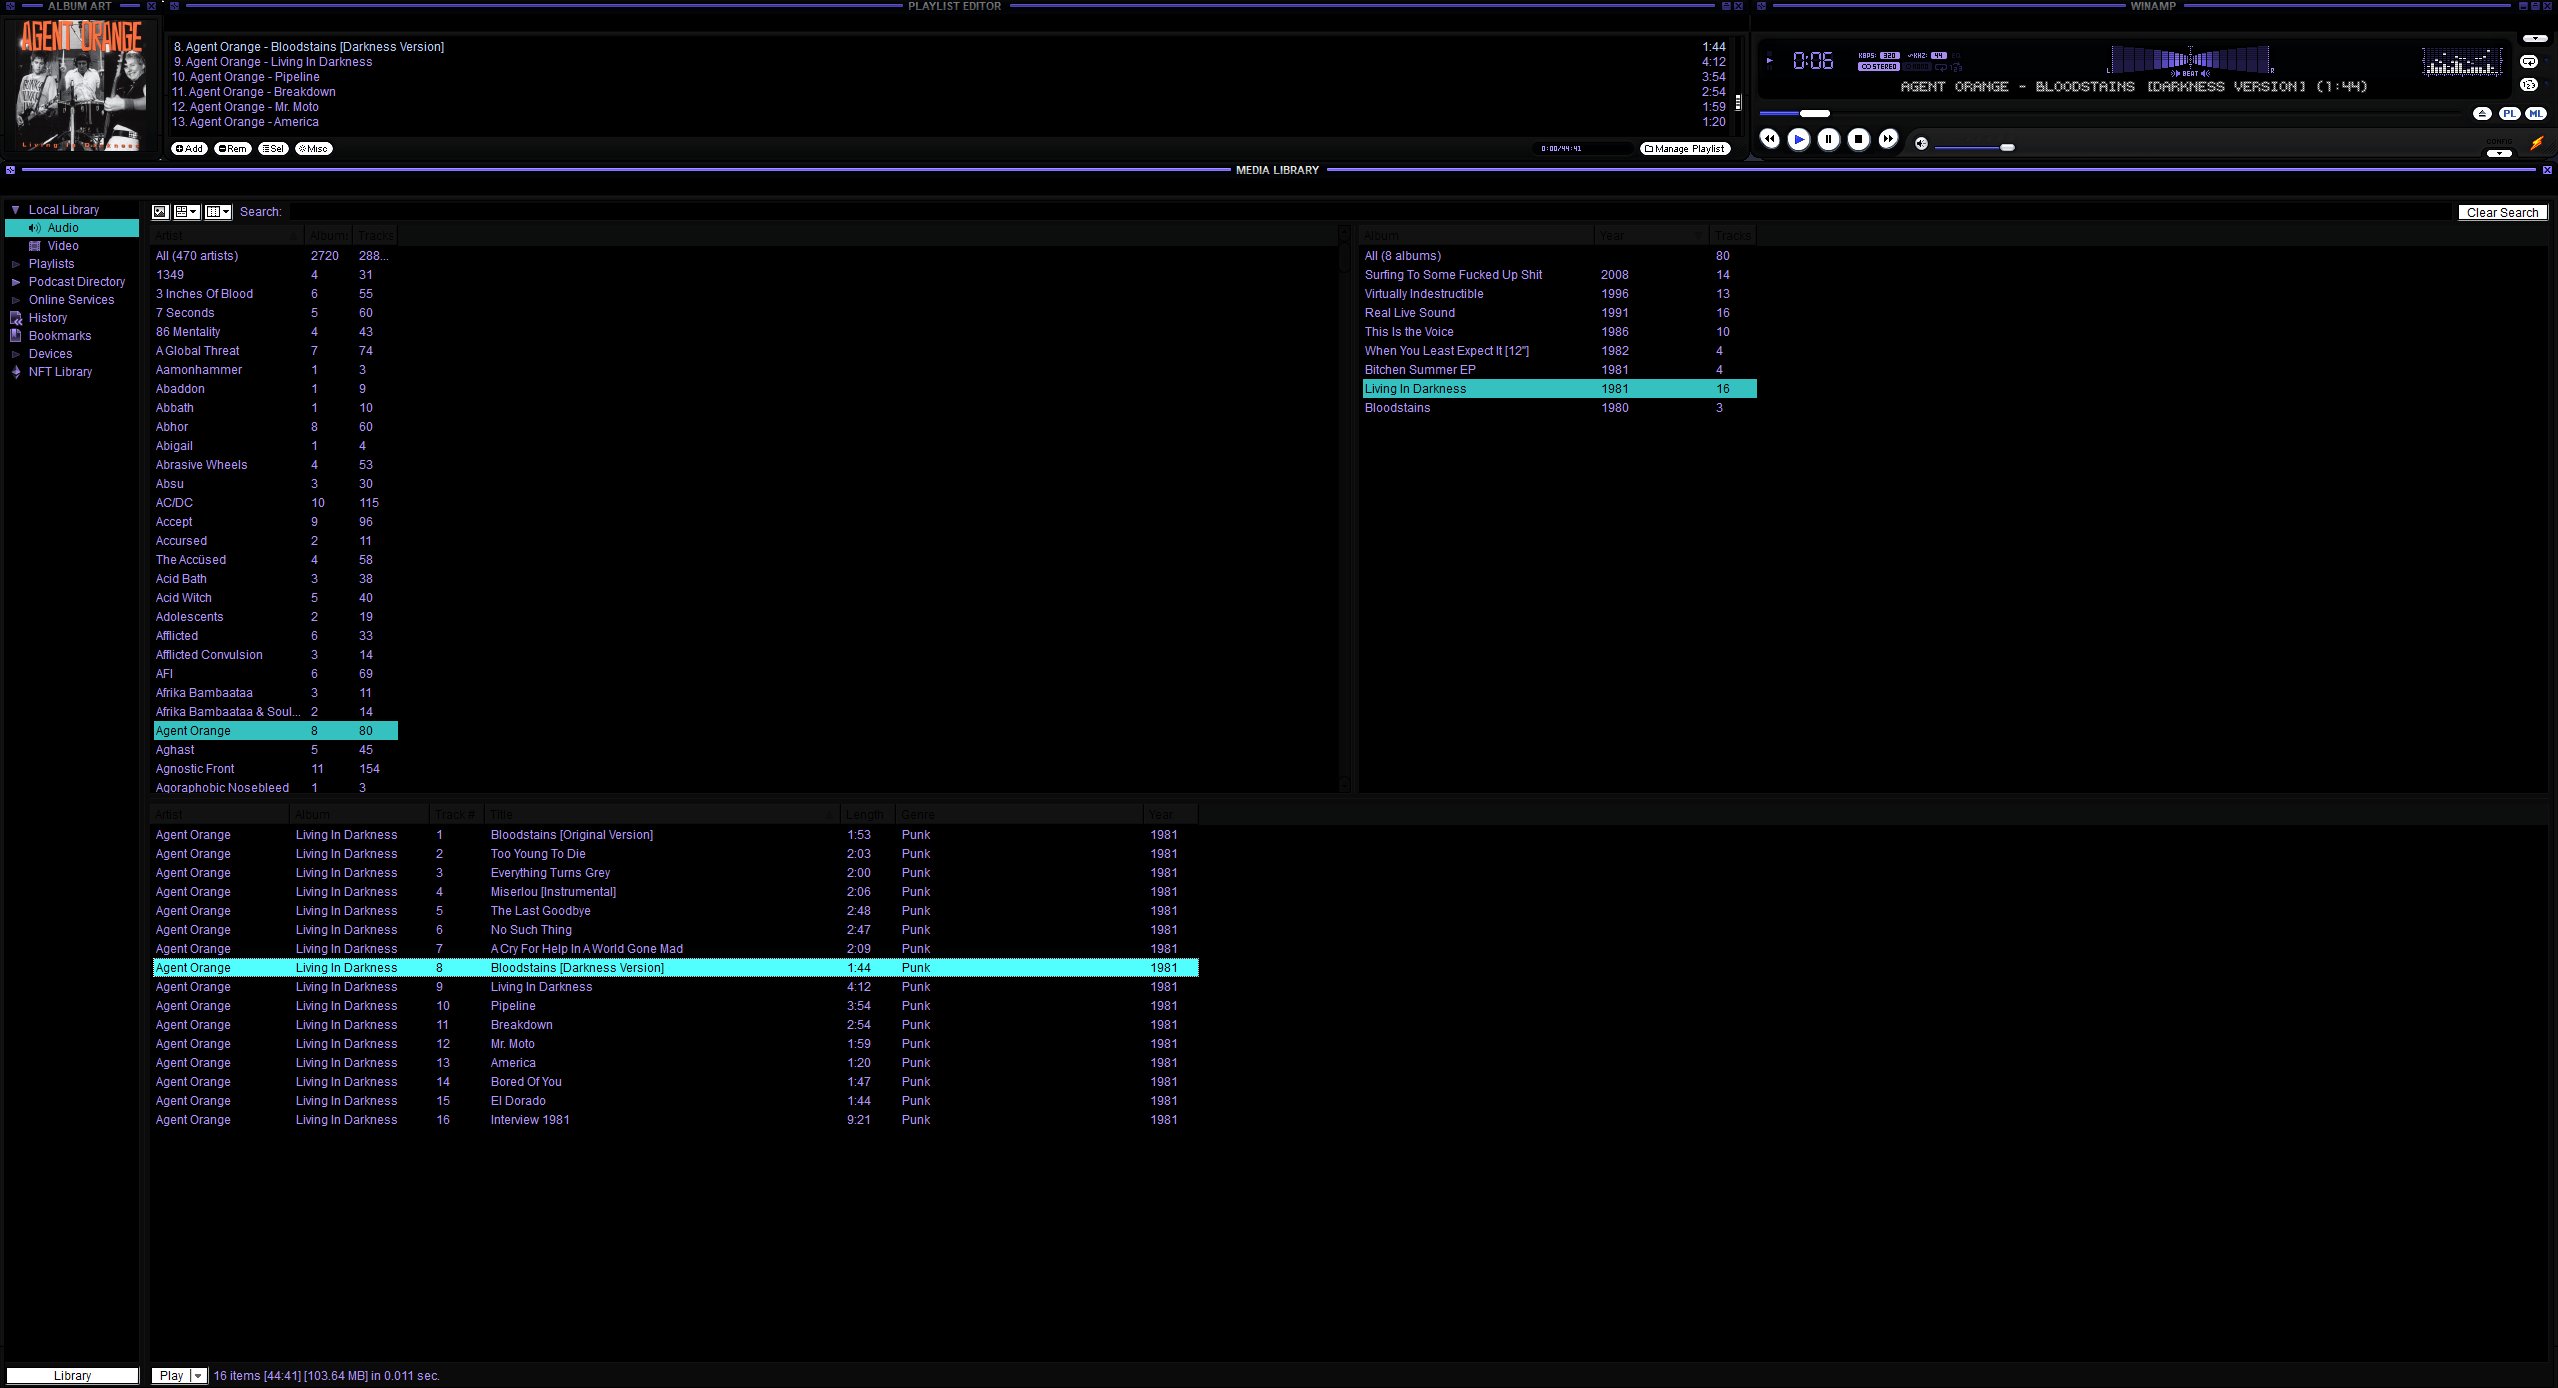 ALBUM ART
PLAYLIST EDITOR
WINAMP
AGENT ORANGE
Living In Darkness
8. Agent Orange - Bloodstains [Darkness Version] 1:44
9. Agent Orange - Living In Darkness 4:12
10. Agent Orange - Pipeline 3:54
11. Agent Orange - Breakdown 2:54
12. Agent Orange - Mr. Moto 1:59
13. Agent Orange - America 1:20
Add Rem Sel Misc 0:00/44:41 Manage Playlist
0:06 KBPS: 320 KHZ: 44
STEREO
L BEAT R
AGENT ORANGE - BLOODSTAINS [DARKNESS VERSION] (1:44)
PL ML
CONFIG
MEDIA LIBRARY
Local Library
Audio
Video
Playlists
Podcast Directory
Online Services
History
Bookmarks
Devices
NFT Library
Search: Clear Search
Artist Albums Tracks
All (470 artists) 2720 288...
1349 4 31
3 Inches Of Blood 6 55
7 Seconds 5 60
86 Mentality 4 43
A Global Threat 7 74
Aamonhammer 1 3
Abaddon 1 9
Abbath 1 10
Abhor 8 60
Abigail 1 4
Abrasive Wheels 4 53
Absu 3 30
AC/DC 10 115
Accept 9 96
Accursed 2 11
The Accüsed 4 58
Acid Bath 3 38
Acid Witch 5 40
Adolescents 2 19
Afflicted 6 33
Afflicted Convulsion 3 14
AFI 6 69
Afrika Bambaataa 3 11
Afrika Bambaataa & Soul... 2 14
Agent Orange 8 80
Aghast 5 45
Agnostic Front 11 154
Agoraphobic Nosebleed 1 3
Album Year Tracks
All (8 albums) 80
Surfing To Some Fucked Up Shit 2008 14
Virtually Indestructible 1996 13
Real Live Sound 1991 16
This Is the Voice 1986 10
When You Least Expect It [12"] 1982 4
Bitchen Summer EP 1981 4
Living In Darkness 1981 16
Bloodstains 1980 3
Artist Album Track # Title Length Genre Year
Agent Orange Living In Darkness 1 Bloodstains [Original Version] 1:53 Punk 1981
Agent Orange Living In Darkness 2 Too Young To Die 2:03 Punk 1981
Agent Orange Living In Darkness 3 Everything Turns Grey 2:00 Punk 1981
Agent Orange Living In Darkness 4 Miserlou [Instrumental] 2:06 Punk 1981
Agent Orange Living In Darkness 5 The Last Goodbye 2:48 Punk 1981
Agent Orange Living In Darkness 6 No Such Thing 2:47 Punk 1981
Agent Orange Living In Darkness 7 A Cry For Help In A World Gone Mad 2:09 Punk 1981
Agent Orange Living In Darkness 8 Bloodstains [Darkness Version] 1:44 Punk 1981
Agent Orange Living In Darkness 9 Living In Darkness 4:12 Punk 1981
Agent Orange Living In Darkness 10 Pipeline 3:54 Punk 1981
Agent Orange Living In Darkness 11 Breakdown 2:54 Punk 1981
Agent Orange Living In Darkness 12 Mr. Moto 1:59 Punk 1981
Agent Orange Living In Darkness 13 America 1:20 Punk 1981
Agent Orange Living In Darkness 14 Bored Of You 1:47 Punk 1981
Agent Orange Living In Darkness 15 El Dorado 1:44 Punk 1981
Agent Orange Living In Darkness 16 Interview 1981 9:21 Punk 1981
Library
Play 16 items [44:41] [103.64 MB] in 0.011 sec.